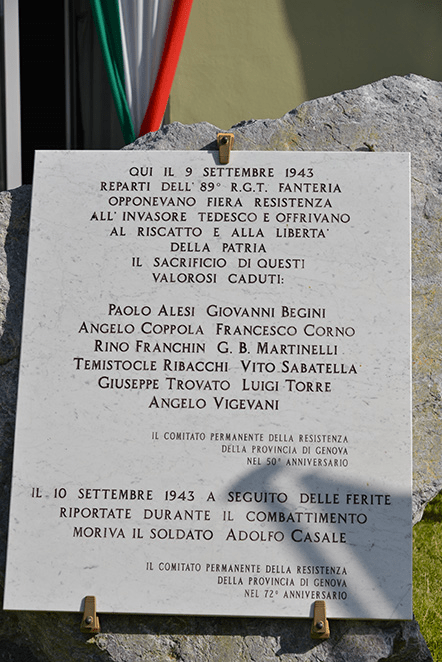 QUI IL 9 SETTEMBRE 1943
REPARTI DELL'89° R.G.T. FANTERIA
OPPONEVANO FIERA RESISTENZA
ALL'INVASORE TEDESCO E OFFRIVANO
AL RISCATTO E ALLA LIBERTA'
DELLA PATRIA
IL SACRIFICIO DI QUESTI
VALOROSI CADUTI:
PAOLO ALESI GIOVANNI BEGINI
ANGELO COPPOLA FRANCESCO CORNO
RINO FRANCHIN G. B. MARTINELLI
TEMISTOCLE RIBACCHI VITO SABATELLA
GIUSEPPE TROVATO LUIGI TORRE
ANGELO VIGEVANI
IL COMITATO PERMANENTE DELLA RESISTENZA
DELLA PROVINCIA DI GENOVA
NEL 50° ANNIVERSARIO
IL 10 SETTEMBRE 1943 A SEGUITO DELLE FERITE
RIPORTATE DURANTE IL COMBATTIMENTO
MORIVA IL SOLDATO ADOLFO CASALE
IL COMITATO PERMANENTE DELLA RESISTENZA
DELLA PROVINCIA DI GENOVA
NEL 72° ANNIVERSARIO